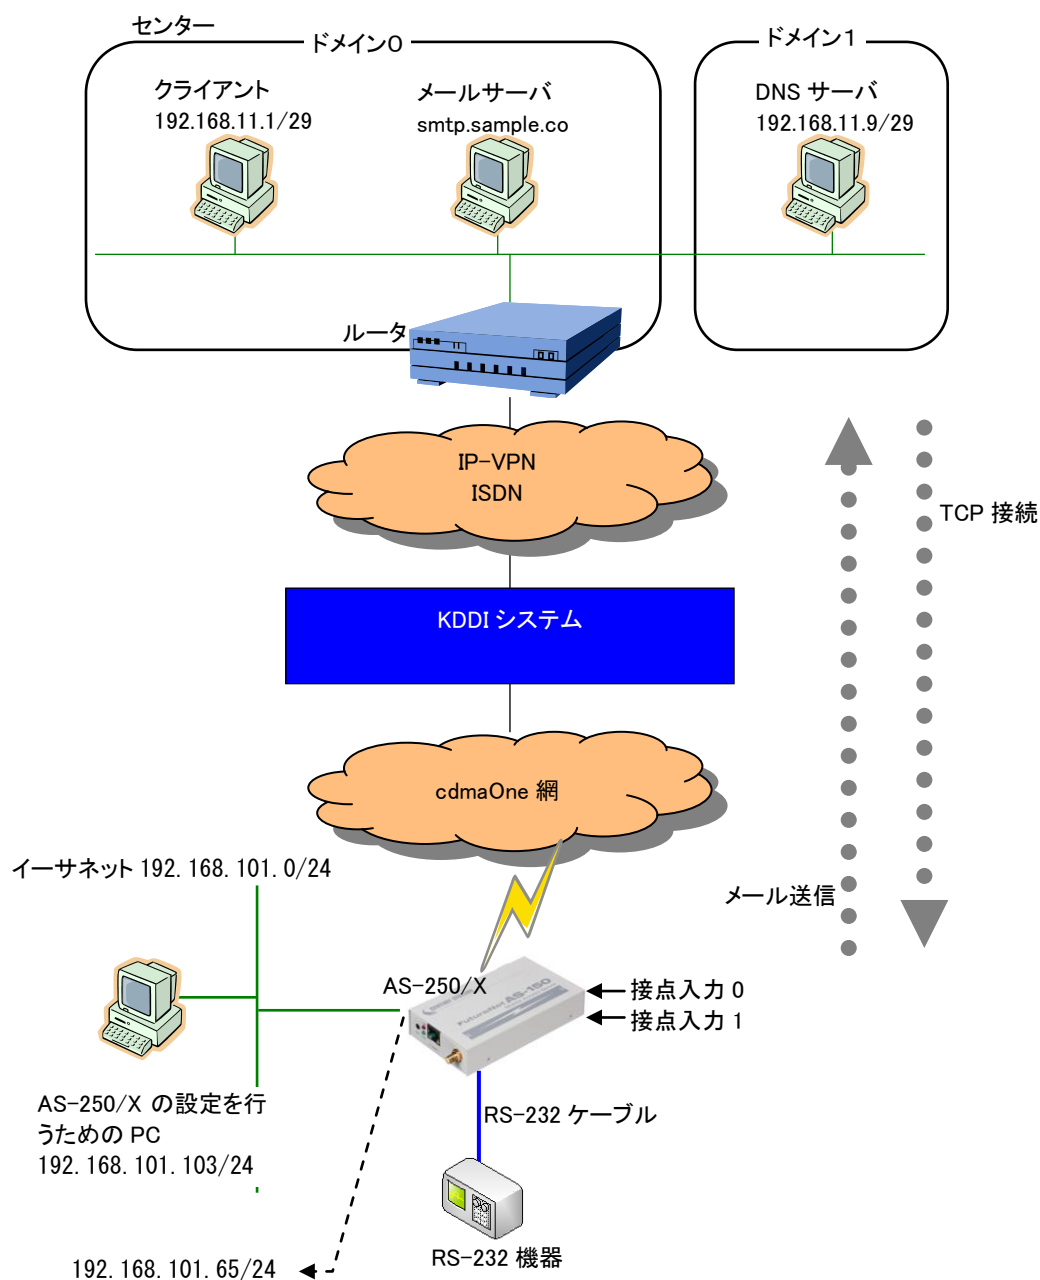 センター
ドメイン0
ドメイン1
クライアント
192.168.11.1/29
メールサーバ
smtp.sample.co
DNS サーバ
192.168.11.9/29
ルータ
IP-VPN
ISDN
TCP 接続
KDDI システム
cdmaOne 網
イーサネット 192.168.101.0/24
メール送信
AS-250/X
FutureNet AS-150
接点入力 0
接点入力 1
AS-250/X の設定を行
うための PC
192.168.101.103/24
RS-232 ケーブル
RS-232 機器
192.168.101.65/24